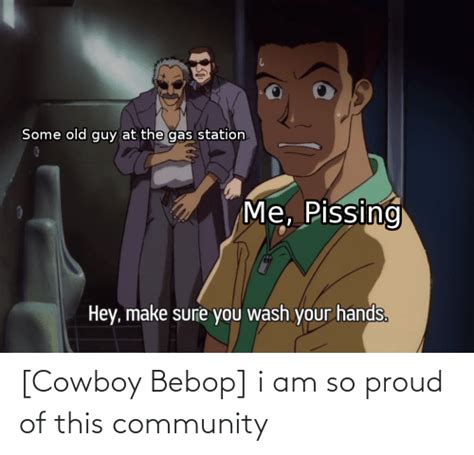 Some old guy at the gas station
Me, Pissing
Hey, make sure you wash your hands.
[Cowboy Bebop] i am so proud
of this community